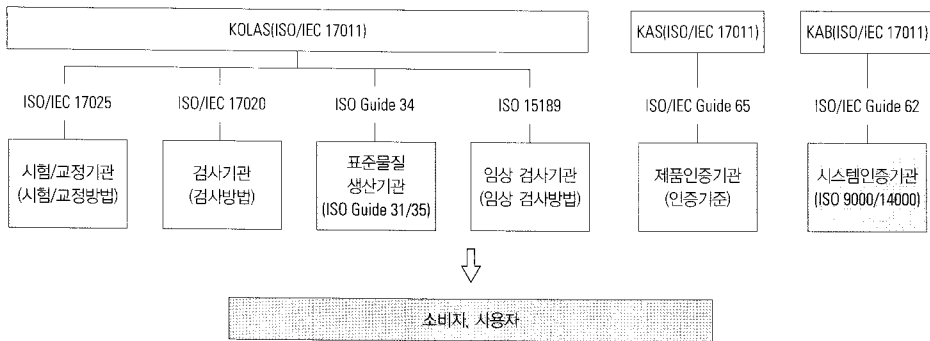 KOLAS(ISO/IEC 17011)
KAS(ISO/IEC 17011)
KAB(ISO/IEC 17011)
ISO/IEC 17025
ISO/IEC 17020
ISO Guide 34
ISO 15189
ISO/IEC Guide 65
ISO/IEC Guide 62
시험/교정기관
(시험/교정방법)
검사기관
(검사방법)
표준물질
생산기관
(ISO Guide 31/35)
임상 검사기관
(임상 검사방법)
제품인증기관
(인증기준)
시스템인증기관
(ISO 9000/14000)
소비자, 사용자